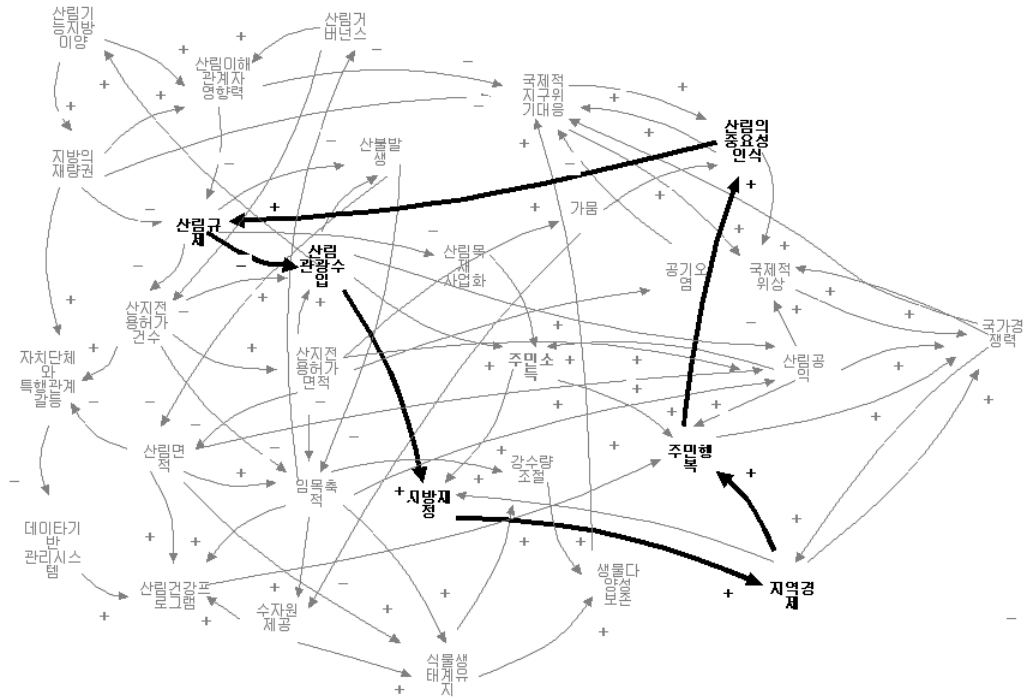 산림기
능지방
이양
산림거
버넌스
산림이해
관계자
영향력
국제적
지구위
기대응
산림의
중요성
인식
지방의
재량권
산불발
생
산림규
제
산림
관광수
입
가뭄
산림목
재
사업화
공기오
염
국제적
위상
산지전
용허가
건수
국가경
쟁력
자치단체
와
특행관계
갈등
산지전
용허가
면적
주민소
득
산림공
익
산림면
적
임목축
적
강수량
조절
주민행
복
지방재
정
데이타기
반
관리시스
템
산림건강프
로그램
수자원
제공
생물다
양성
보존
지역경
제
식물생
태계유
지